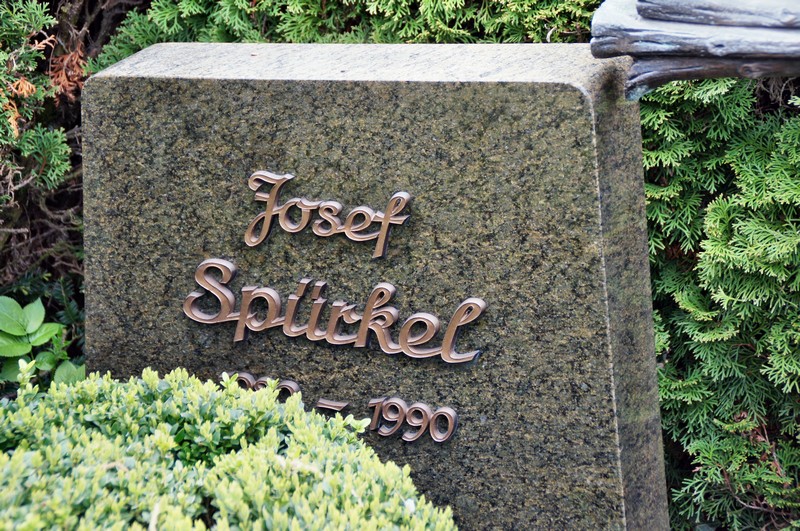 Josef
Spürkel
– 1990